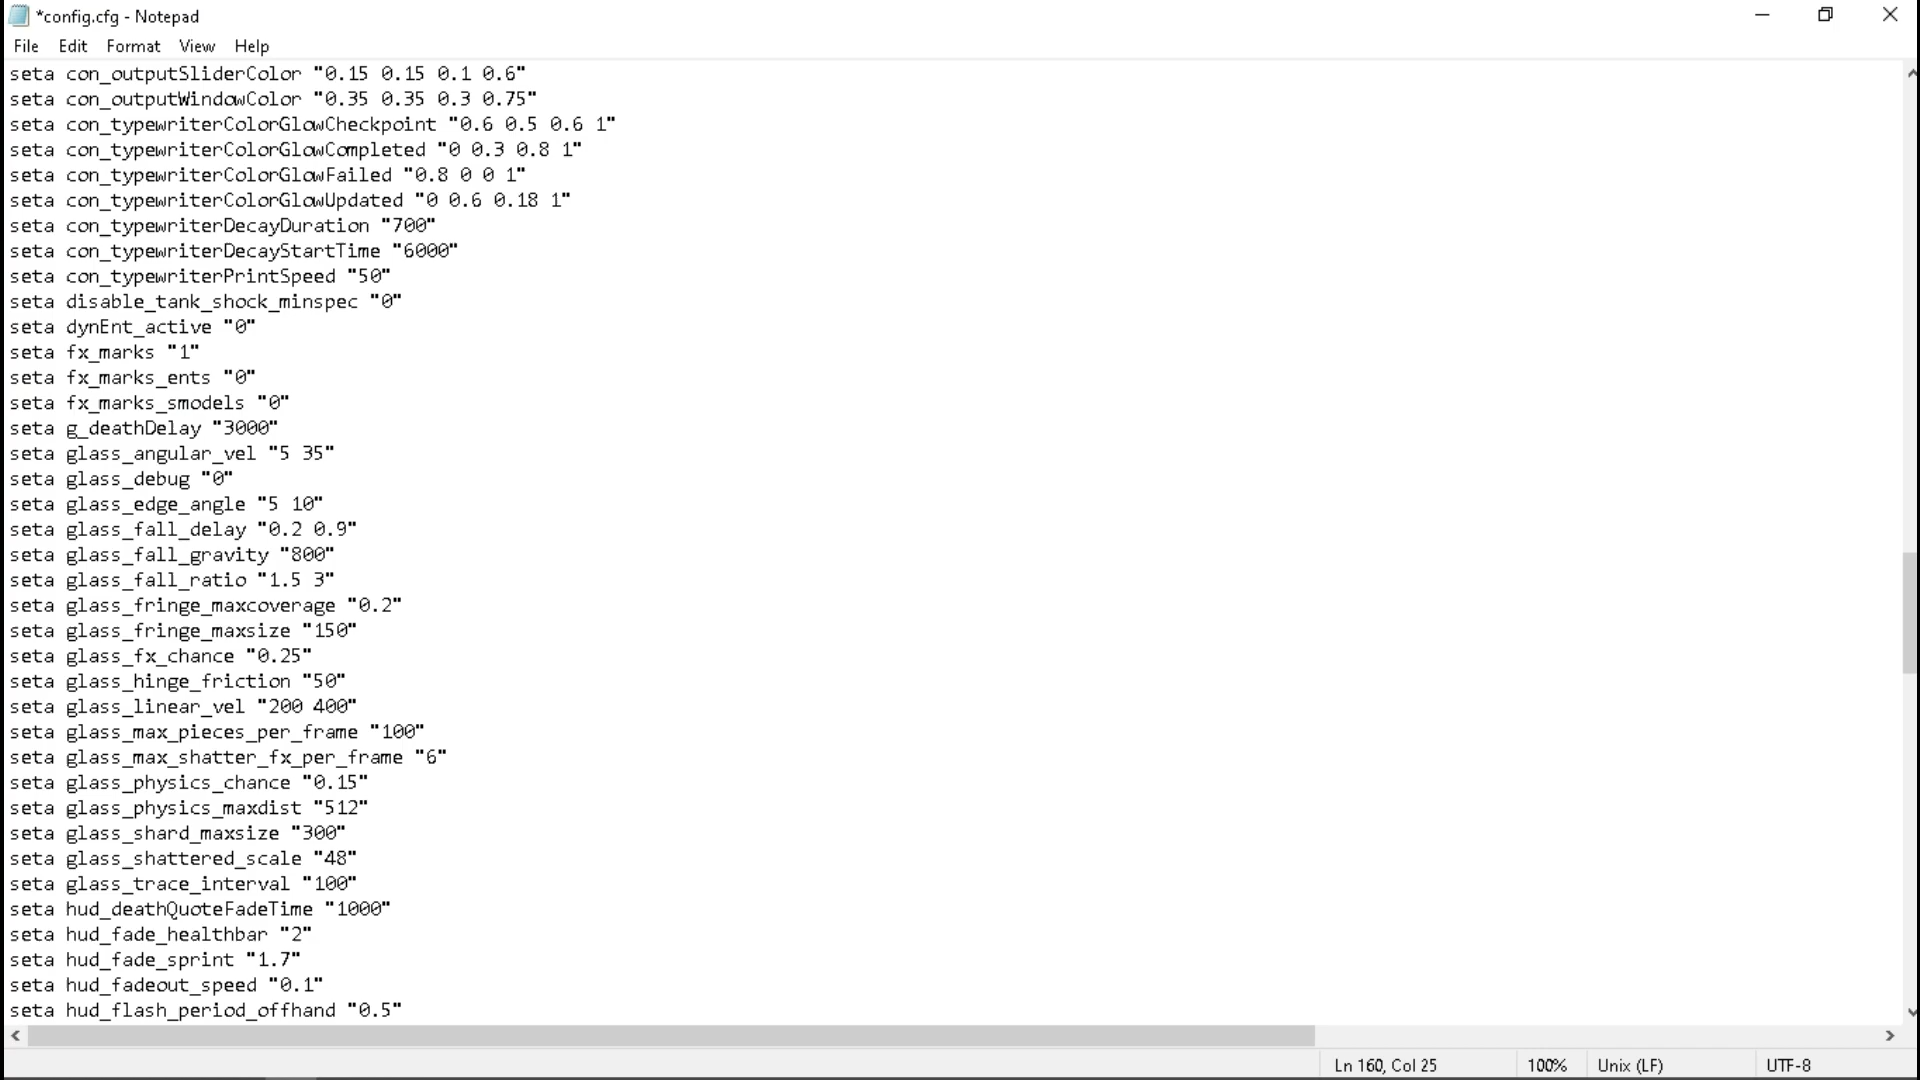 *config.cfg - Notepad
File Edit Format View Help
seta con_outputSliderColor "0.15 0.15 0.1 0.6"
seta con_outputWindowColor "0.35 0.35 0.3 0.75"
seta con_typewriterColorGlowCheckpoint "0.6 0.5 0.6 1"
seta con_typewriterColorGlowCompleted "0 0.3 0.8 1"
seta con_typewriterColorGlowFailed "0.8 0 0 1"
seta con_typewriterColorGlowUpdated "0 0.6 0.18 1"
seta con_typewriterDecayDuration "700"
seta con_typewriterDecayStartTime "6000"
seta con_typewriterPrintSpeed "50"
seta disable_tank_shock_minspec "0"
seta dynEnt_active "0"
seta fx_marks "1"
seta fx_marks_ents "0"
seta fx_marks_smodels "0"
seta g_deathDelay "3000"
seta glass_angular_vel "5 35"
seta glass_debug "0"
seta glass_edge_angle "5 10"
seta glass_fall_delay "0.2 0.9"
seta glass_fall_gravity "800"
seta glass_fall_ratio "1.5 3"
seta glass_fringe_maxcoverage "0.2"
seta glass_fringe_maxsize "150"
seta glass_fx_chance "0.25"
seta glass_hinge_friction "50"
seta glass_linear_vel "200 400"
seta glass_max_pieces_per_frame "100"
seta glass_max_shatter_fx_per_frame "6"
seta glass_physics_chance "0.15"
seta glass_physics_maxdist "512"
seta glass_shard_maxsize "300"
seta glass_shattered_scale "48"
seta glass_trace_interval "100"
seta hud_deathQuoteFadeTime "1000"
seta hud_fade_healthbar "2"
seta hud_fade_sprint "1.7"
seta hud_fadeout_speed "0.1"
seta hud_flash_period_offhand "0.5"
Ln 160, Col 25 100% Unix (LF) UTF-8